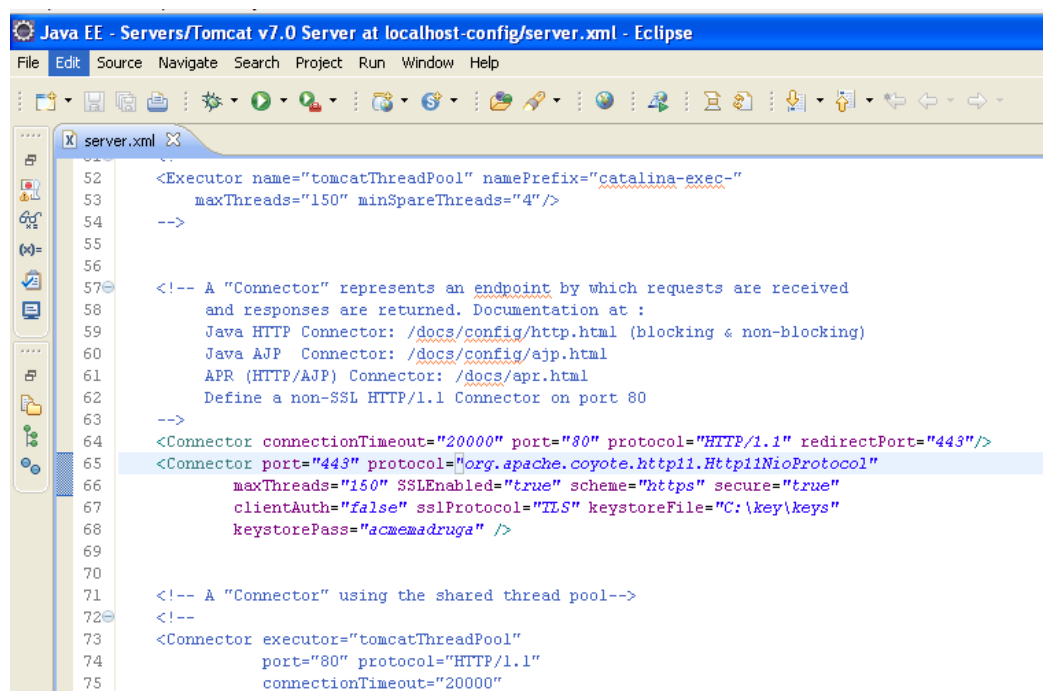 Java EE - Servers/Tomcat v7.0 Server at localhost-config/server.xml - Eclipse
File Edit Source Navigate Search Project Run Window Help
server.xml
52 <Executor name="tomcatThreadPool" namePrefix="catalina-exec-"
53 maxThreads="150" minSpareThreads="4"/>
54 -->
55
56
57 <!-- A "Connector" represents an endpoint by which requests are received
58 and responses are returned. Documentation at :
59 Java HTTP Connector: /docs/config/http.html (blocking & non-blocking)
60 Java AJP  Connector: /docs/config/ajp.html
61 APR (HTTP/AJP) Connector: /docs/apr.html
62 Define a non-SSL HTTP/1.1 Connector on port 80
63 -->
64 <Connector connectionTimeout="20000" port="80" protocol="HTTP/1.1" redirectPort="443"/>
65 <Connector port="443" protocol="org.apache.coyote.http11.Http11NioProtocol"
66 maxThreads="150" SSLEnabled="true" scheme="https" secure="true"
67 clientAuth="false" sslProtocol="TLS" keystoreFile="C:\key\keys"
68 keystorePass="acmemadruga" />
69
70
71 <!-- A "Connector" using the shared thread pool-->
72 <!--
73 <Connector executor="tomcatThreadPool"
74 port="80" protocol="HTTP/1.1"
75 connectionTimeout="20000"